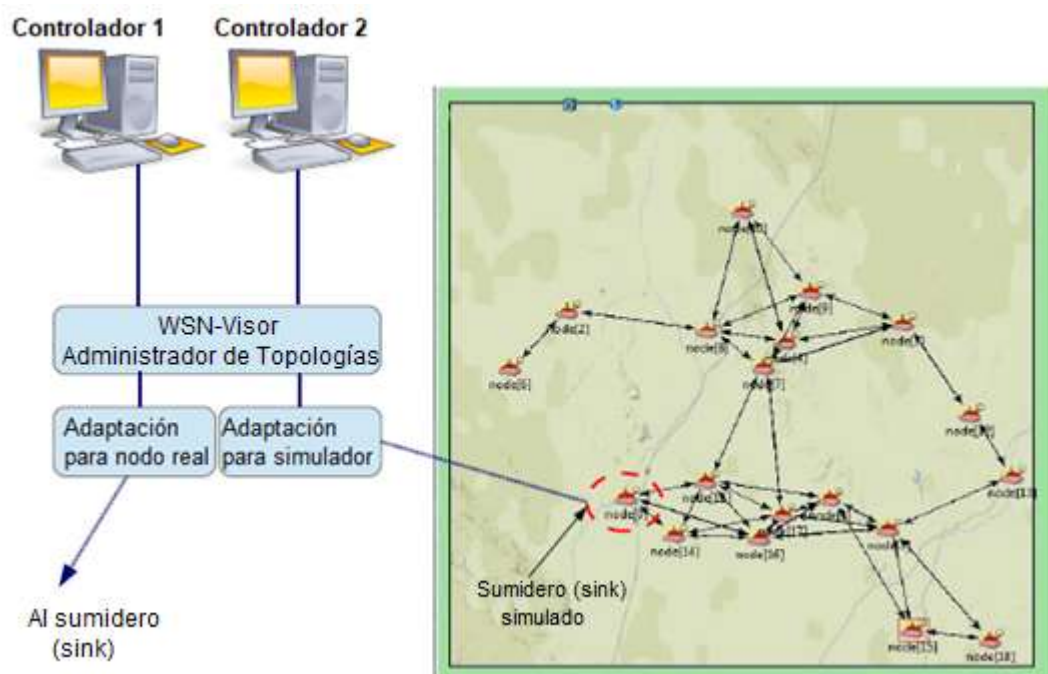 Controlador 1
Controlador 2
WSN-Visor
Administrador de Topologías
Adaptación
para nodo real
Adaptación
para simulador
Al sumidero
(sink)
Sumidero (sink)
simulado
node[9]
node[2]
node[7]
node[14]
node[16]
node[15]
node[18]